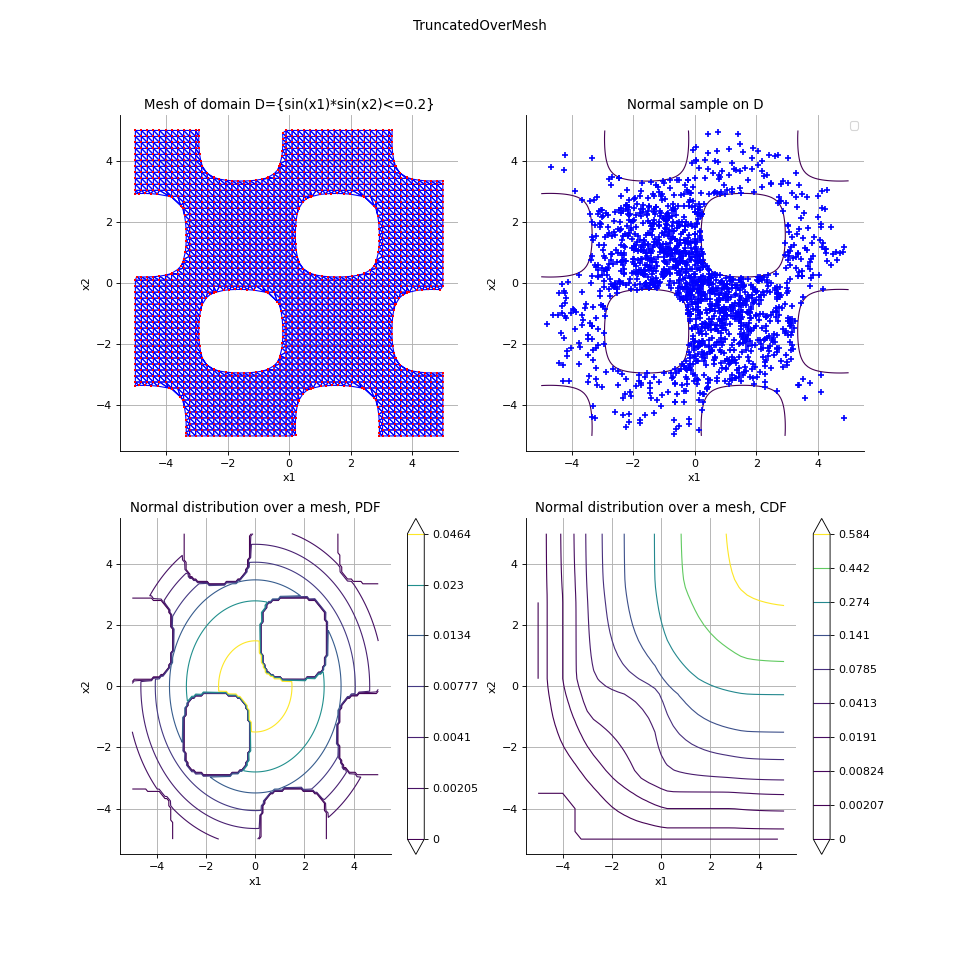 TruncatedOverMesh
Mesh of domain D={sin(x1)*sin(x2)<=0.2}
4
2
0
−2
−4
x2
−4 −2 0 2 4
x1
Normal sample on D
4
2
0
−2
−4
x2
−4 −2 0 2 4
x1
Normal distribution over a mesh, PDF
4
2
0
−2
−4
x2
−4 −2 0 2 4
x1
0.0464
0.023
0.0134
0.00777
0.0041
0.00205
0
Normal distribution over a mesh, CDF
4
2
0
−2
−4
x2
−4 −2 0 2 4
x1
0.584
0.442
0.274
0.141
0.0785
0.0413
0.0191
0.00824
0.00207
0